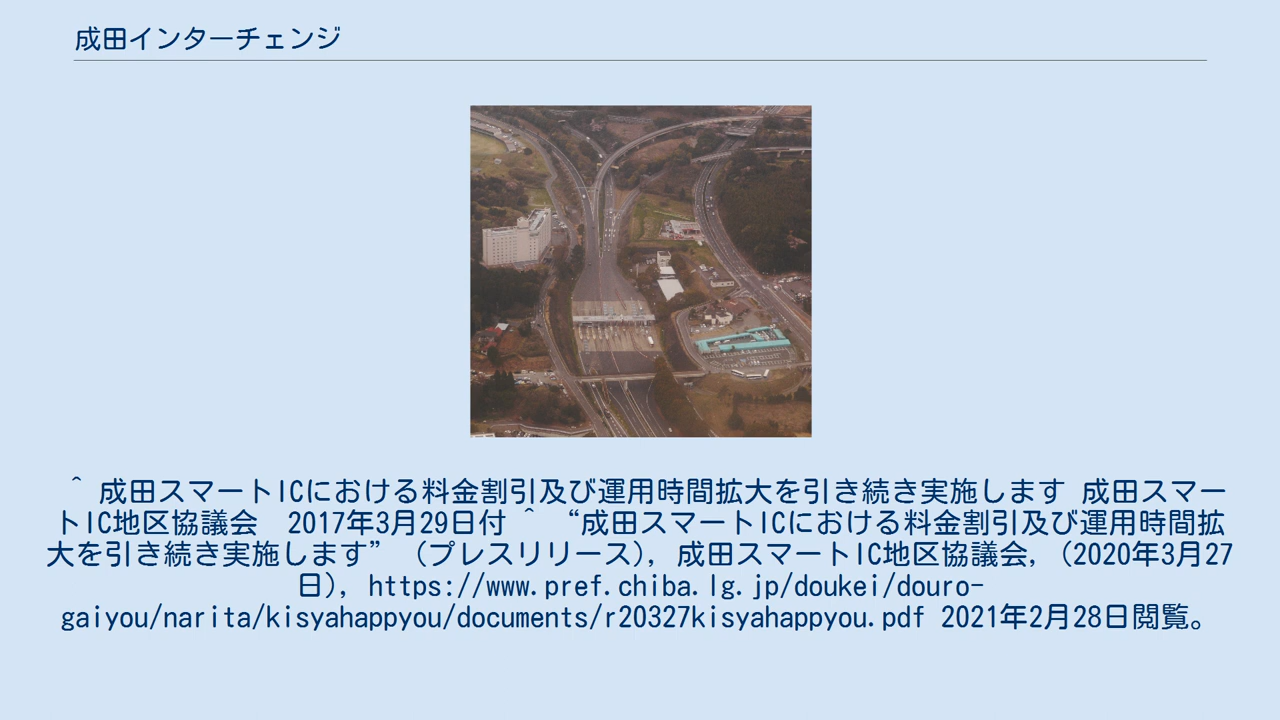 成田インターチェンジ
^ 成田スマートICにおける料金割引及び運用時間拡大を引き続き実施します 成田スマー
トIC地区協議会　2017年3月29日付 ^ “成田スマートICにおける料金割引及び運用時間拡
大を引き続き実施します” (プレスリリース), 成田スマートIC地区協議会, (2020年3月27
日), https://www.pref.chiba.lg.jp/doukei/douro-
gaiyou/narita/kisyahappyou/documents/r20327kisyahappyou.pdf 2021年2月28日閲覧。